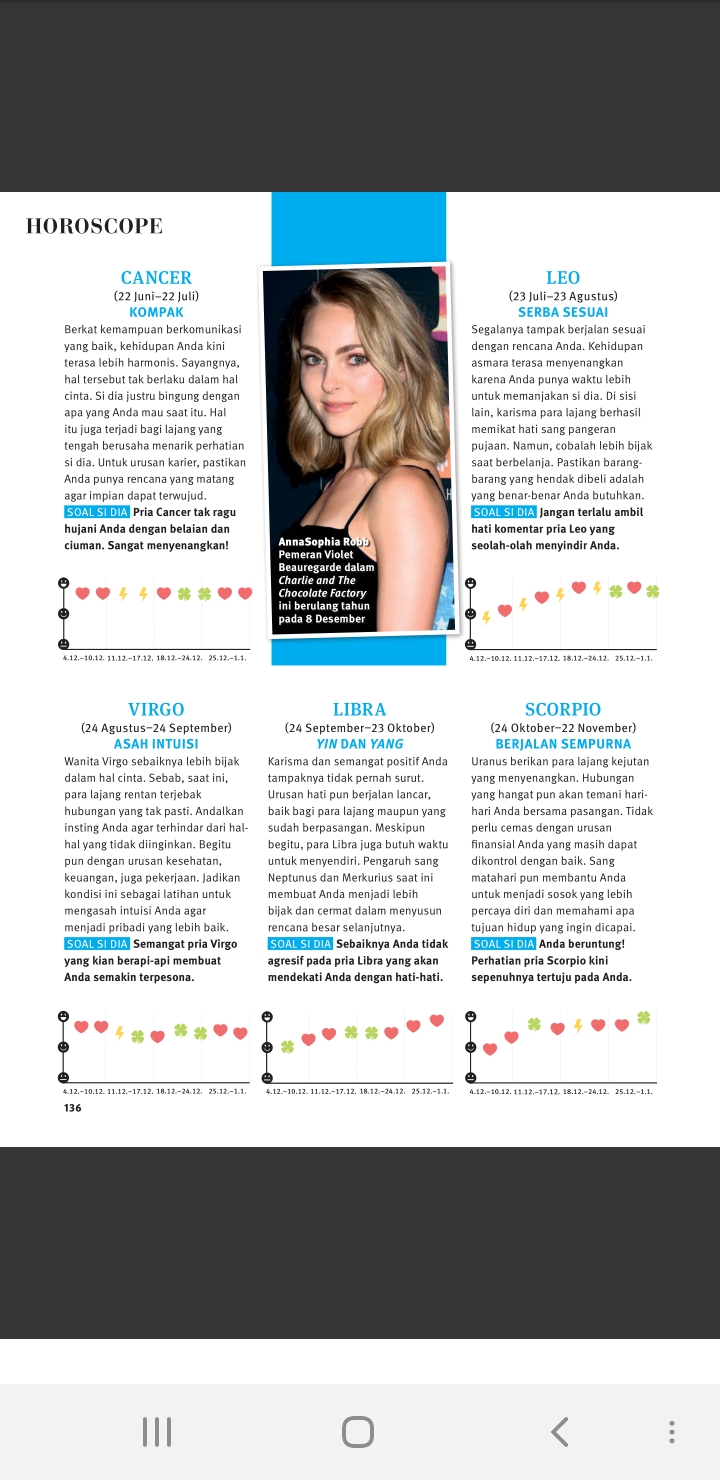 HOROSCOPE
CANCER
(22 Juni–22 Juli)
KOMPAK
Berkat kemampuan berkomunikasi
yang baik, kehidupan Anda kini
terasa lebih harmonis. Sayangnya,
hal tersebut tak berlaku dalam hal
cinta. Si dia justru bingung dengan
apa yang Anda mau saat itu. Hal
itu juga terjadi bagi lajang yang
tengah berusaha menarik perhatian
si dia. Untuk urusan karier, pastikan
Anda punya rencana yang matang
agar impian dapat terwujud.
SOAL SI DIA Pria Cancer tak ragu
hujani Anda dengan belaian dan
ciuman. Sangat menyenangkan!
4.12.–10.12. 11.12.–17.12. 18.12.–24.12. 25.12.–1.1.
AnnaSophia Robb
Pemeran Violet
Beauregarde dalam
Charlie and The
Chocolate Factory
ini berulang tahun
pada 8 Desember
LEO
(23 Juli–23 Agustus)
SERBA SESUAI
Segalanya tampak berjalan sesuai
dengan rencana Anda. Kehidupan
asmara terasa menyenangkan
karena Anda punya waktu lebih
untuk memanjakan si dia. Di sisi
lain, karisma para lajang berhasil
memikat hati sang pangeran
pujaan. Namun, cobalah lebih bijak
saat berbelanja. Pastikan barang-
barang yang hendak dibeli adalah
yang benar-benar Anda butuhkan.
SOAL SI DIA Jangan terlalu ambil
hati komentar pria Leo yang
seolah-olah menyindir Anda.
4.12.–10.12. 11.12.–17.12. 18.12.–24.12. 25.12.–1.1.
VIRGO
(24 Agustus–24 September)
ASAH INTUISI
Wanita Virgo sebaiknya lebih bijak
dalam hal cinta. Sebab, saat ini,
para lajang rentan terjebak
hubungan yang tak pasti. Andalkan
insting Anda agar terhindar dari hal-
hal yang tidak diinginkan. Begitu
pun dengan urusan kesehatan,
keuangan, juga pekerjaan. Jadikan
kondisi ini sebagai latihan untuk
mengasah intuisi Anda agar
menjadi pribadi yang lebih baik.
SOAL SI DIA Semangat pria Virgo
yang kian berapi-api membuat
Anda semakin terpesona.
4.12.–10.12. 11.12.–17.12. 18.12.–24.12. 25.12.–1.1.
LIBRA
(24 September–23 Oktober)
YIN DAN YANG
Karisma dan semangat positif Anda
tampaknya tidak pernah surut.
Urusan hati pun berjalan lancar,
baik bagi para lajang maupun yang
sudah berpasangan. Meskipun
begitu, para Libra juga butuh waktu
untuk menyendiri. Pengaruh sang
Neptunus dan Merkurius saat ini
membuat Anda menjadi lebih
bijak dan cermat dalam menyusun
rencana besar selanjutnya.
SOAL SI DIA Sebaiknya Anda tidak
agresif pada pria Libra yang akan
mendekati Anda dengan hati-hati.
4.12.–10.12. 11.12.–17.12. 18.12.–24.12. 25.12.–1.1.
SCORPIO
(24 Oktober–22 November)
BERJALAN SEMPURNA
Uranus berikan para lajang kejutan
yang menyenangkan. Hubungan
yang hangat pun akan temani hari-
hari Anda bersama pasangan. Tidak
perlu cemas dengan urusan
finansial Anda yang masih dapat
dikontrol dengan baik. Sang
matahari pun membantu Anda
untuk menjadi sosok yang lebih
percaya diri dan memahami apa
tujuan hidup yang ingin dicapai.
SOAL SI DIA Anda beruntung!
Perhatian pria Scorpio kini
sepenuhnya tertuju pada Anda.
4.12.–10.12. 11.12.–17.12. 18.12.–24.12. 25.12.–1.1.
136